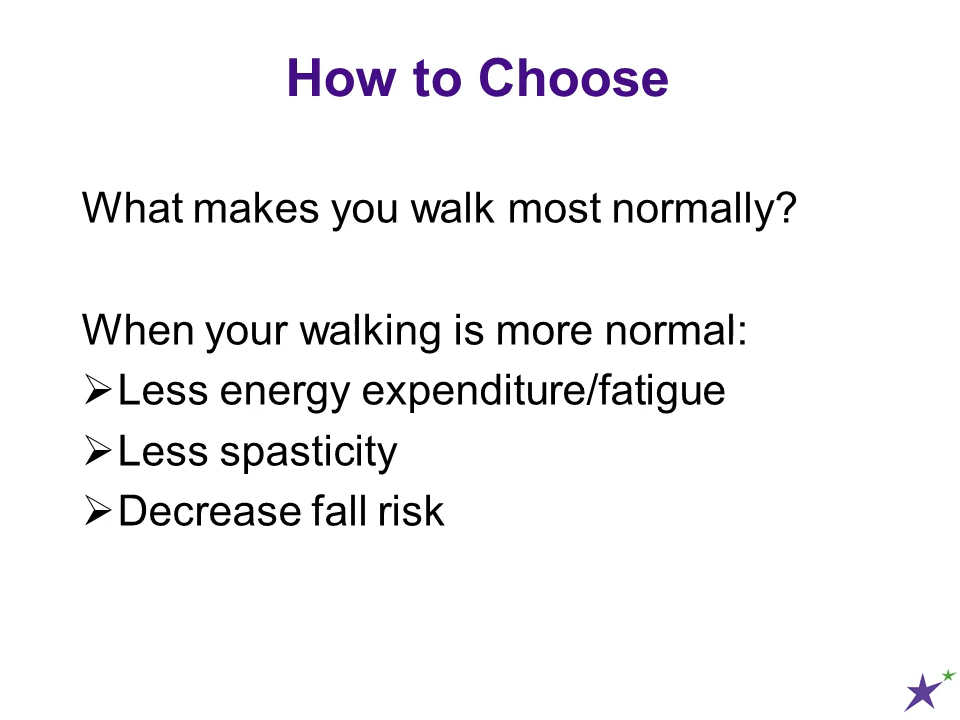 How to Choose
What makes you walk most normally?
When your walking is more normal:
➢Less energy expenditure/fatigue
➢Less spasticity
➢Decrease fall risk